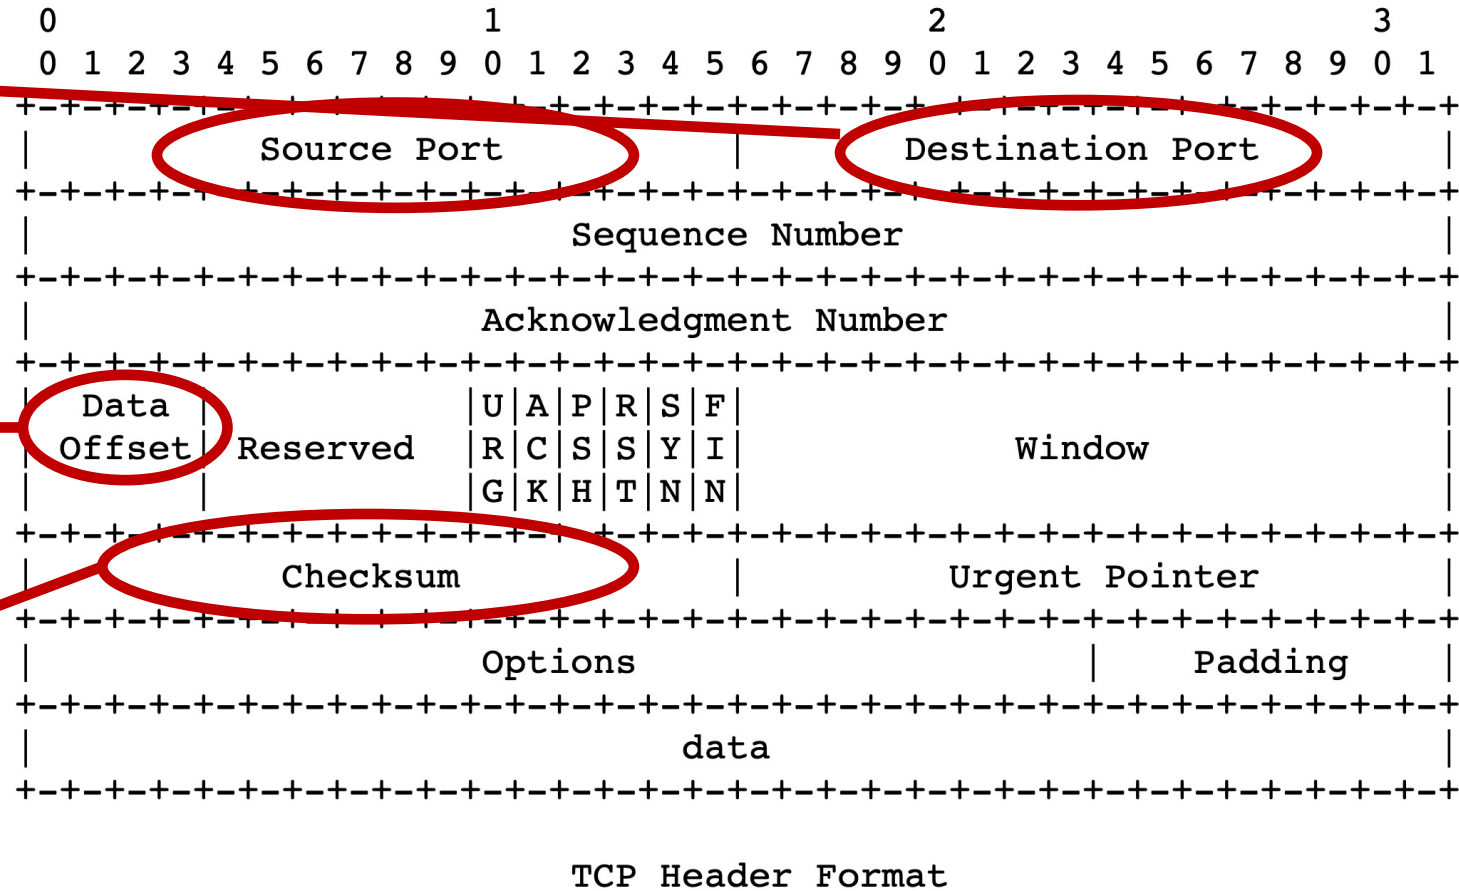 0                   1                   2                   3
0 1 2 3 4 5 6 7 8 9 0 1 2 3 4 5 6 7 8 9 0 1 2 3 4 5 6 7 8 9 0 1
+-+-+-+-+-+-+-+-+-+-+-+-+-+-+-+-+-+-+-+-+-+-+-+-+-+-+-+-+-+-+-+-+
|          Source Port          |       Destination Port        |
+-+-+-+-+-+-+-+-+-+-+-+-+-+-+-+-+-+-+-+-+-+-+-+-+-+-+-+-+-+-+-+-+
|                        Sequence Number                        |
+-+-+-+-+-+-+-+-+-+-+-+-+-+-+-+-+-+-+-+-+-+-+-+-+-+-+-+-+-+-+-+-+
|                    Acknowledgment Number                      |
+-+-+-+-+-+-+-+-+-+-+-+-+-+-+-+-+-+-+-+-+-+-+-+-+-+-+-+-+-+-+-+-+
|  Data |           |U|A|P|R|S|F|                               |
| Offset| Reserved  |R|C|S|S|Y|I|            Window             |
|       |           |G|K|H|T|N|N|                               |
+-+-+-+-+-+-+-+-+-+-+-+-+-+-+-+-+-+-+-+-+-+-+-+-+-+-+-+-+-+-+-+-+
|           Checksum            |         Urgent Pointer        |
+-+-+-+-+-+-+-+-+-+-+-+-+-+-+-+-+-+-+-+-+-+-+-+-+-+-+-+-+-+-+-+-+
|                    Options                    |    Padding    |
+-+-+-+-+-+-+-+-+-+-+-+-+-+-+-+-+-+-+-+-+-+-+-+-+-+-+-+-+-+-+-+-+
|                             data                              |
+-+-+-+-+-+-+-+-+-+-+-+-+-+-+-+-+-+-+-+-+-+-+-+-+-+-+-+-+-+-+-+-+
TCP Header Format